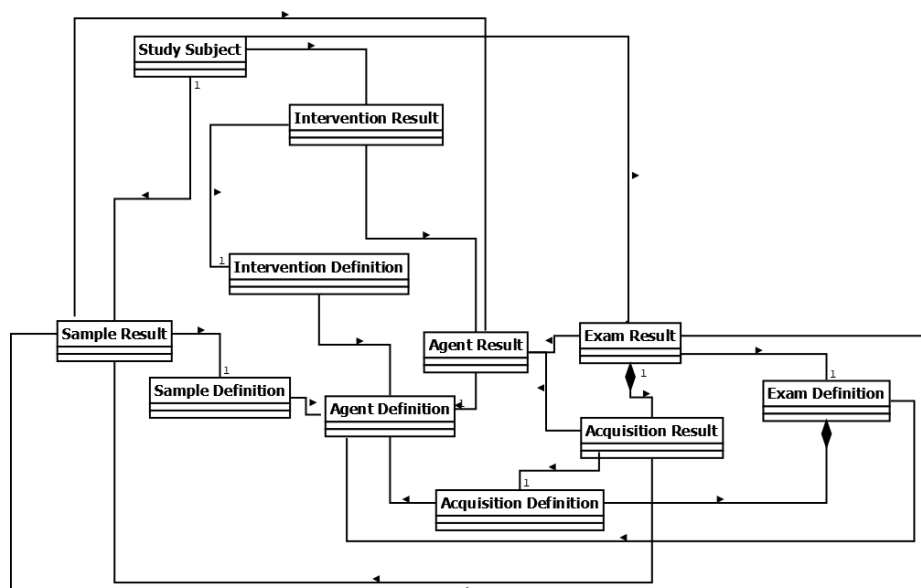 Study Subject
1
Intervention Result
1
Intervention Definition
Sample Result
Agent Result
Exam Result
1
1
1
Sample Definition
Exam Definition
Agent Definition
1
Acquisition Result
1
Acquisition Definition